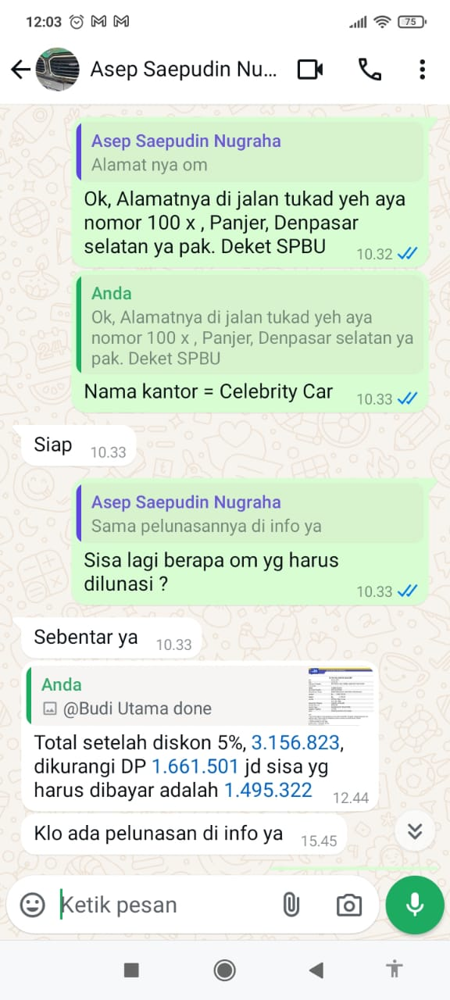 12:03
75
Asep Saepudin Nu...
Asep Saepudin Nugraha
Alamat nya om
Ok, Alamatnya di jalan tukad yeh aya
nomor 100 x , Panjer, Denpasar
selatan ya pak. Deket SPBU
10.32
Anda
Ok, Alamatnya di jalan tukad yeh aya
nomor 100 x , Panjer, Denpasar selatan ya
pak. Deket SPBU
Nama kantor = Celebrity Car
10.33
Siap
10.33
Asep Saepudin Nugraha
Sama pelunasannya di info ya
Sisa lagi berapa om yg harus
dilunasi ?
10.33
Sebentar ya
10.33
Anda
@Budi Utama done
Total setelah diskon 5%, 3.156.823,
dikurangi DP 1.661.501 jd sisa yg
harus dibayar adalah 1.495.322
12.44
Klo ada pelunasan di info ya
15.45
Ketik pesan